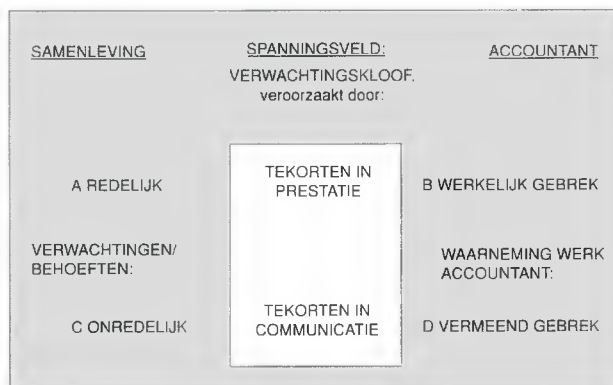 SAMENLEVING SPANNINGSVELD: ACCOUNTANT
VERWACHTINGSKLOOF,
veroorzaakt door:
A REDELIJK TEKORTEN IN B WERKELIJK GEBREK
PRESTATIE
VERWACHTINGEN/ WAARNEMING WERK
BEHOEFTEN: ACCOUNTANT:
TEKORTEN IN
C ONREDELIJK COMMUNICATIE D VERMEEND GEBREK